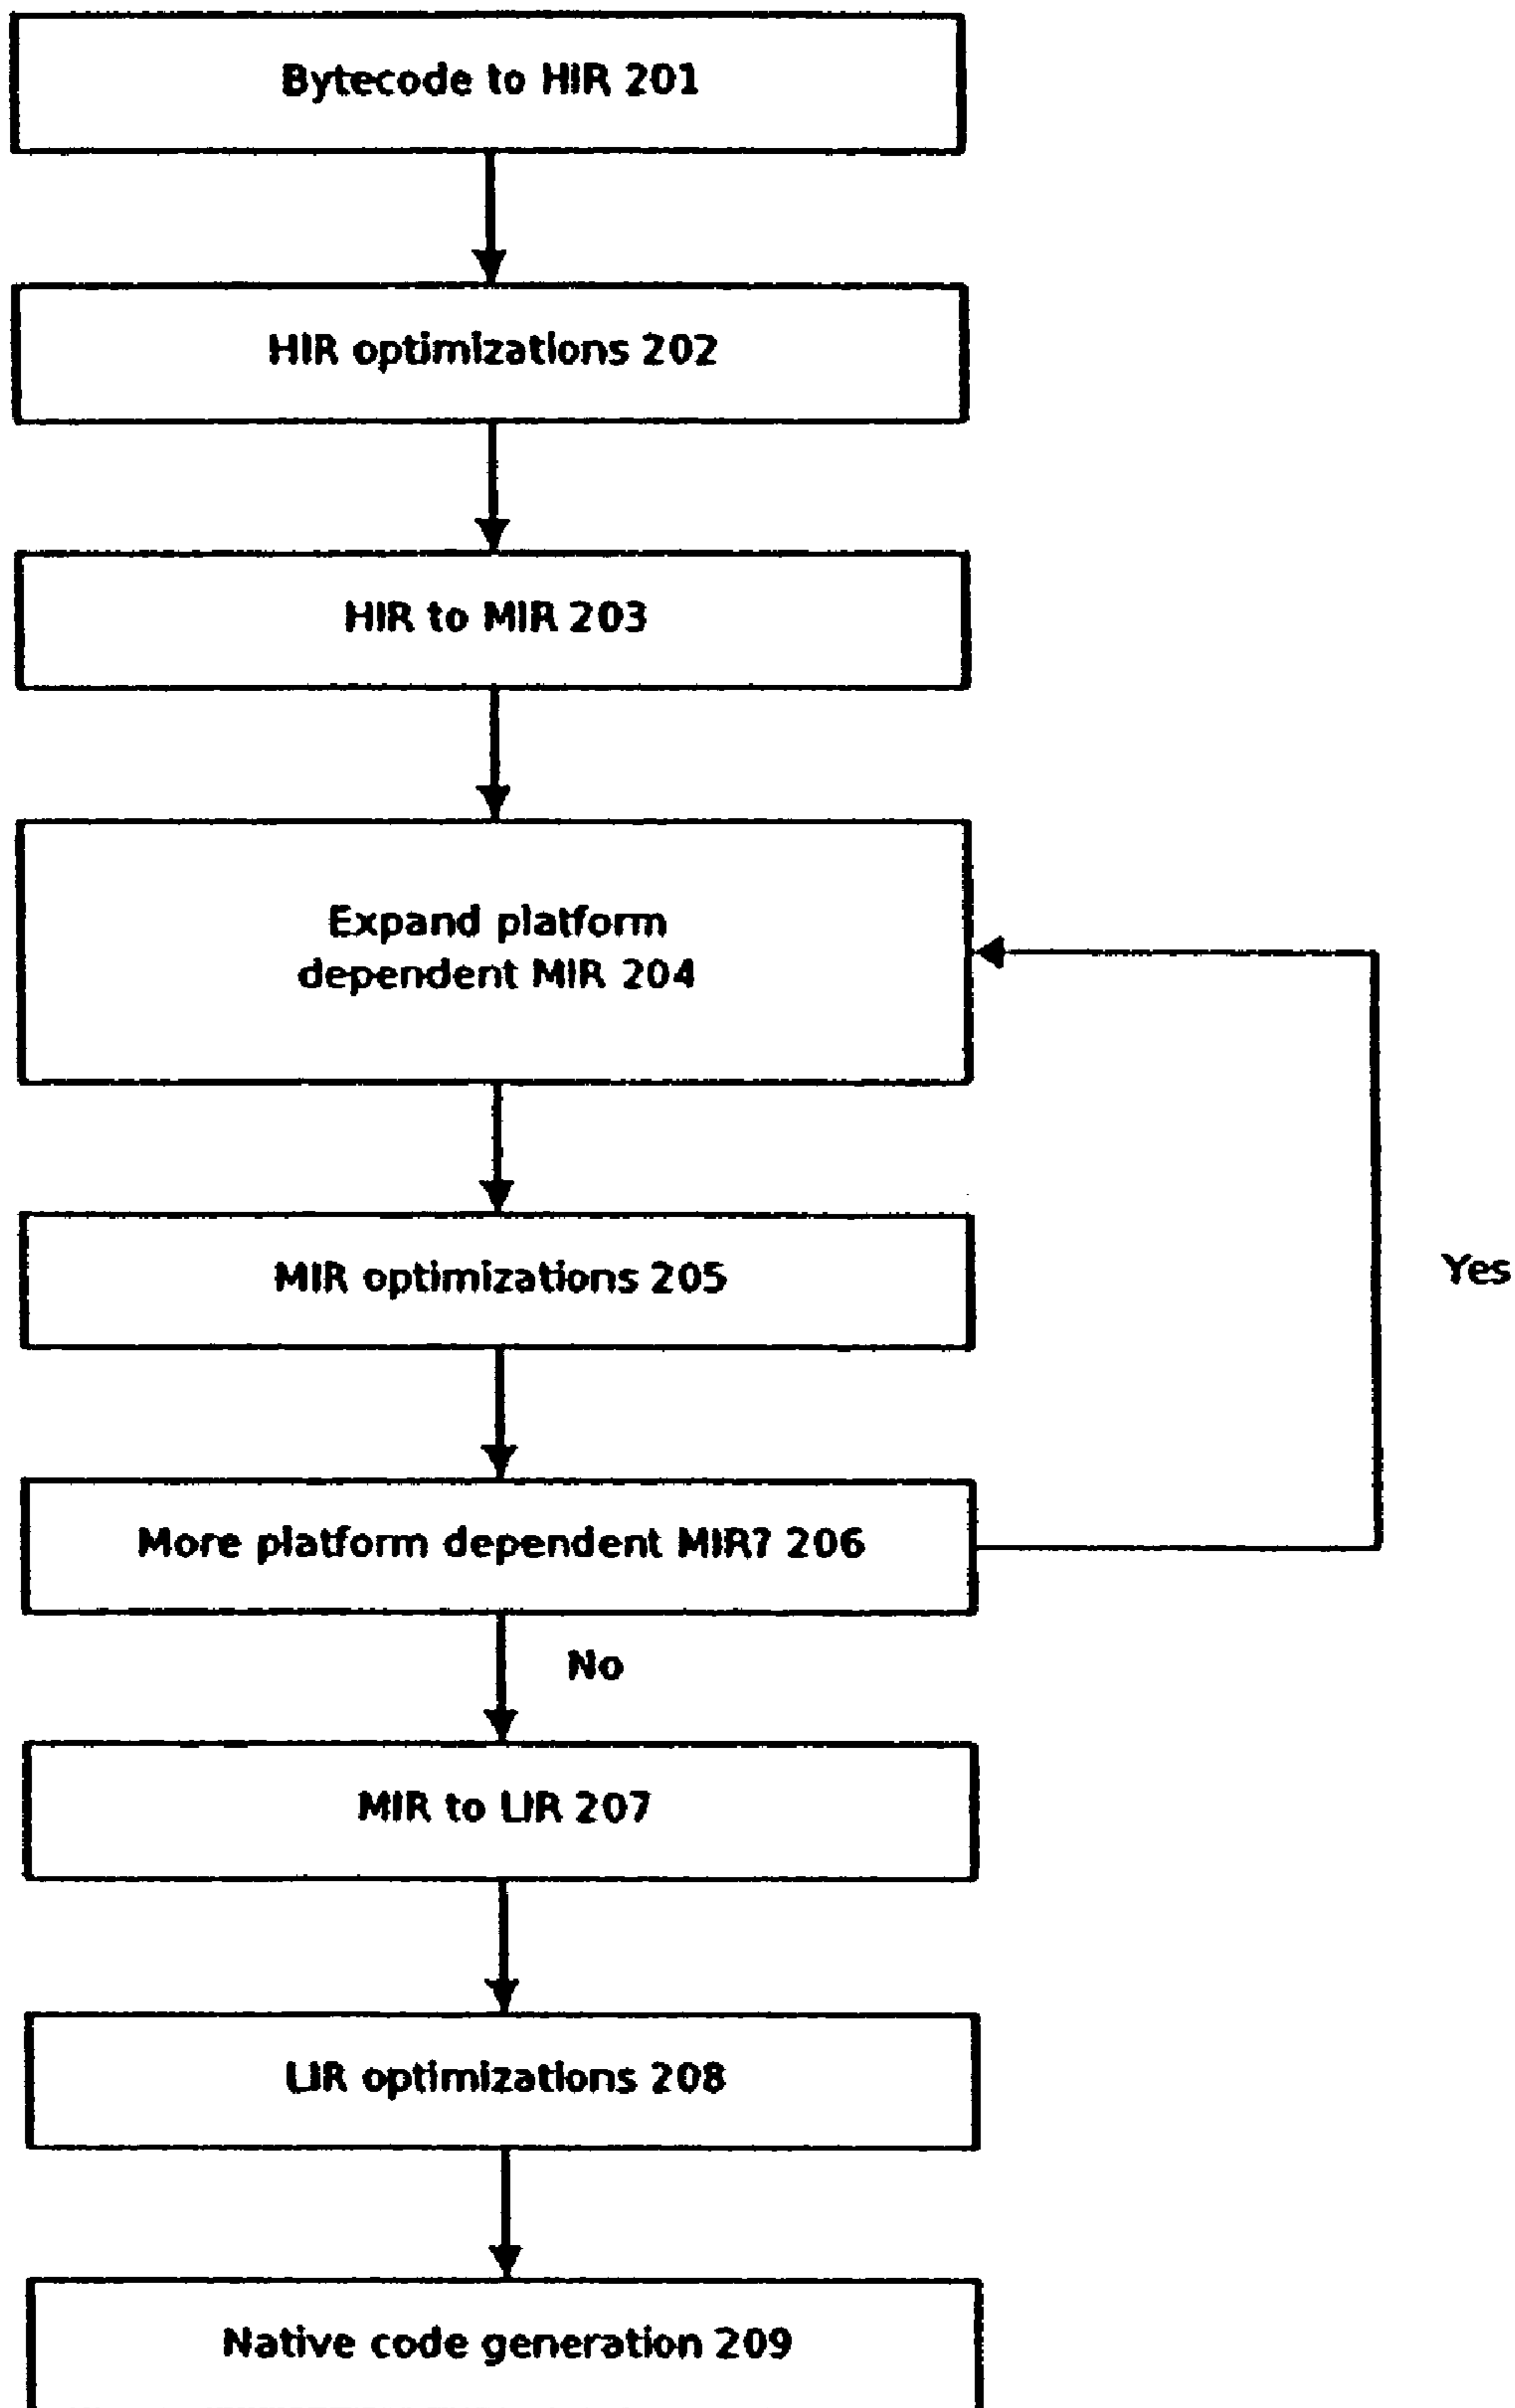 Bytecode to HIR 201
HIR optimizations 202
HIR to MIR 203
Expand platform
dependent MIR 204
MIR optimizations 205
Yes
More platform dependent MIR? 206
No
MIR to LIR 207
LIR optimizations 208
Native code generation 209